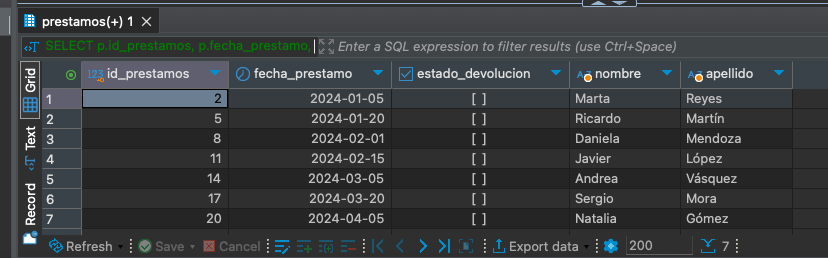 prestamos(+) 1
SELECT p.id_prestamos, p.fecha_prestamo, Enter a SQL expression to filter results (use Ctrl+Space)
Grid
Text
Record
123 id_prestamos fecha_prestamo estado_devolucion nombre apellido
1 2 2024-01-05 [ ] Marta Reyes
2 5 2024-01-20 [ ] Ricardo Martín
3 8 2024-02-01 [ ] Daniela Mendoza
4 11 2024-02-15 [ ] Javier López
5 14 2024-03-05 [ ] Andrea Vásquez
6 17 2024-03-20 [ ] Sergio Mora
7 20 2024-04-05 [ ] Natalia Gómez
Refresh Save Cancel Export data 200 7